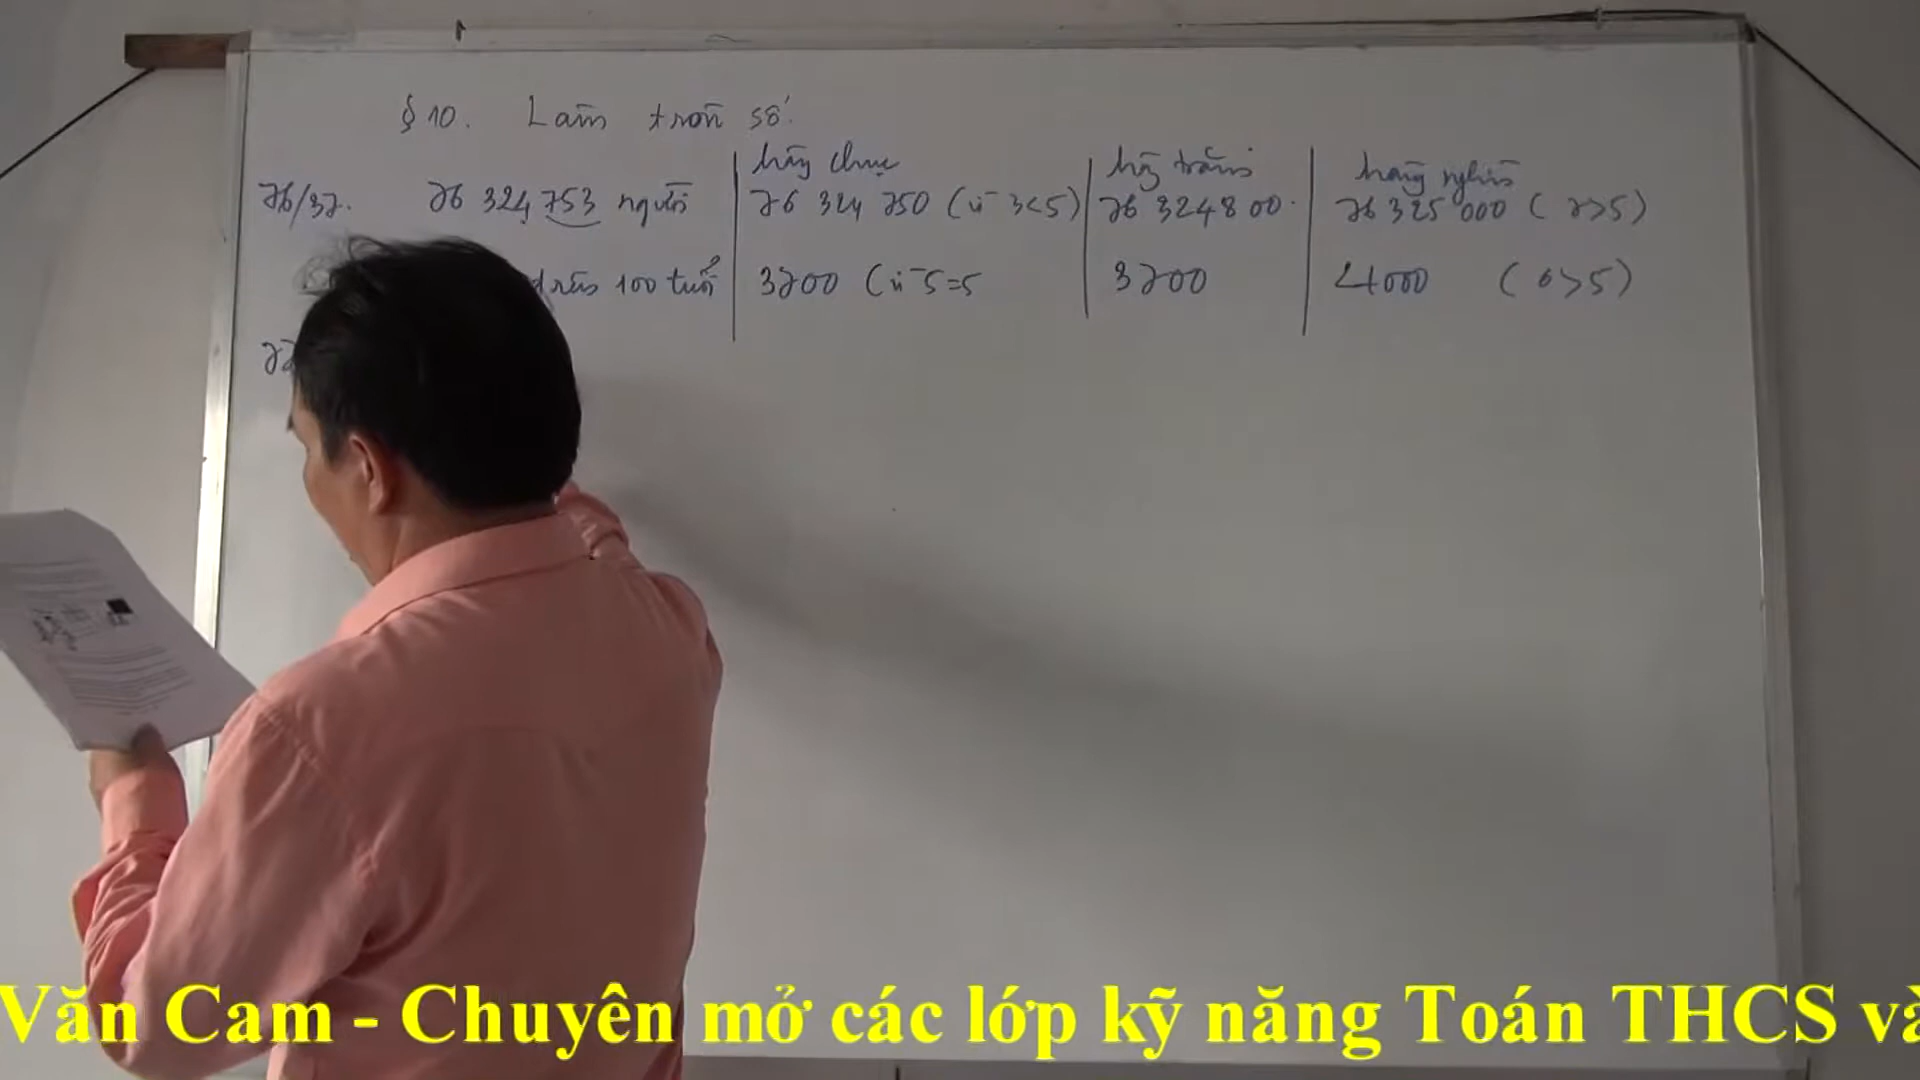 § 10. Làm tròn số.
hàng chục hàng trăm hàng nghìn
76/37. 76 324 753 người 76 324 750 (vì 3<5) 76 324 800. 76 325 000 ( 7>5)
trên 100 tuổi 3700 (vì 5=5 3700 4000 ( 6>5)
Văn Cam - Chuyên mở các lớp kỹ năng Toán THCS và